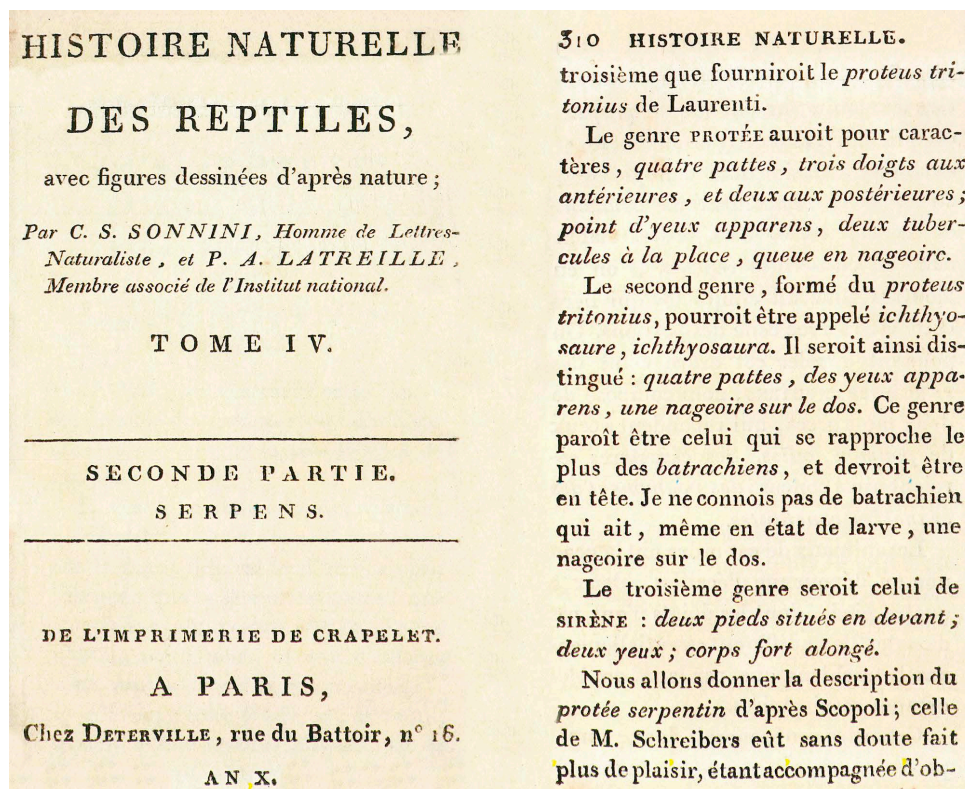 HISTOIRE NATURELLE
DES REPTILES,
avec figures dessinées d'après nature ;
Par C. S. SONNINI, Homme de Lettres-
Naturaliste , et P. A. LATREILLE ,
Membre associé de l'Institut national.
TOME IV.
SECONDE PARTIE.
SERPENS.
DE L'IMPRIMERIE DE CRAPELET.
A PARIS,
Chez DETERVILLE , rue du Battoir, n° 16.
AN X.
310 HISTOIRE NATURELLE.
troisième que fourniroit le proteus tri-
tonius de Laurenti.
Le genre PROTÉE auroit pour carac-
tères , quatre pattes , trois doigts aux
antérieures , et deux aux postérieures ;
point d'yeux apparens, deux tuber-
cules à la place , queue en nageoire.
Le second genre , formé du proteus
tritonius, pourroit être appelé ichthyo-
saure, ichthyosaura. Il seroit ainsi dis-
tingué : quatre pattes , des yeux appa-
rens, une nageoire sur le dos. Ce genre
paroît être celui qui se rapproche le
plus des batrachiens, et devroit être
en tête. Je ne connois pas de batrachien
qui ait , même en état de larve , une
nageoire sur le dos.
Le troisième genre seroit celui de
SIRÈNE : deux pieds situés en devant ;
deux yeux ; corps fort alongé.
Nous allons donner la description du
protée serpentin d'après Scopoli ; celle
de M. Schreibers eût sans doute fait
plus de plaisir, étant accompagnée d'ob-